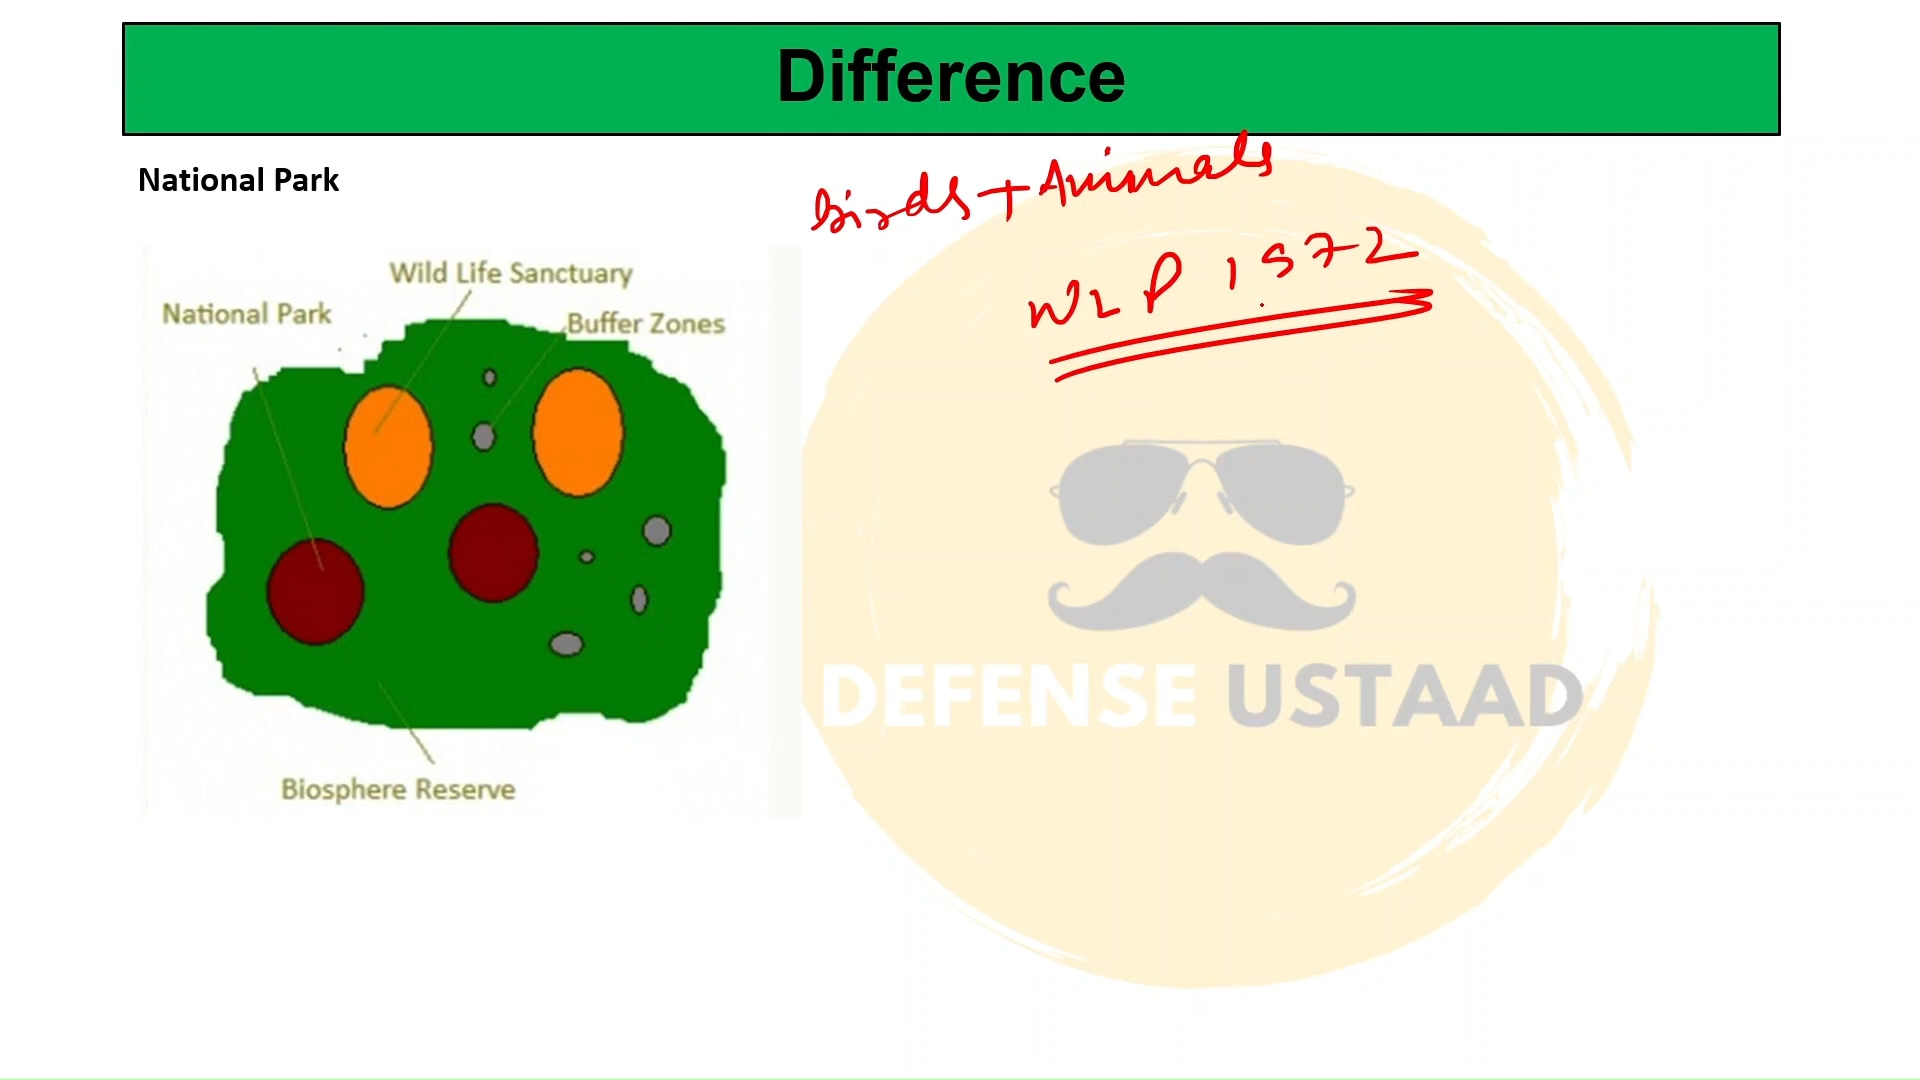 Difference
National Park
Birds + Animals
WLP 1972
Wild Life Sanctuary
National Park
Buffer Zones
Biosphere Reserve
DEFENSE USTAAD